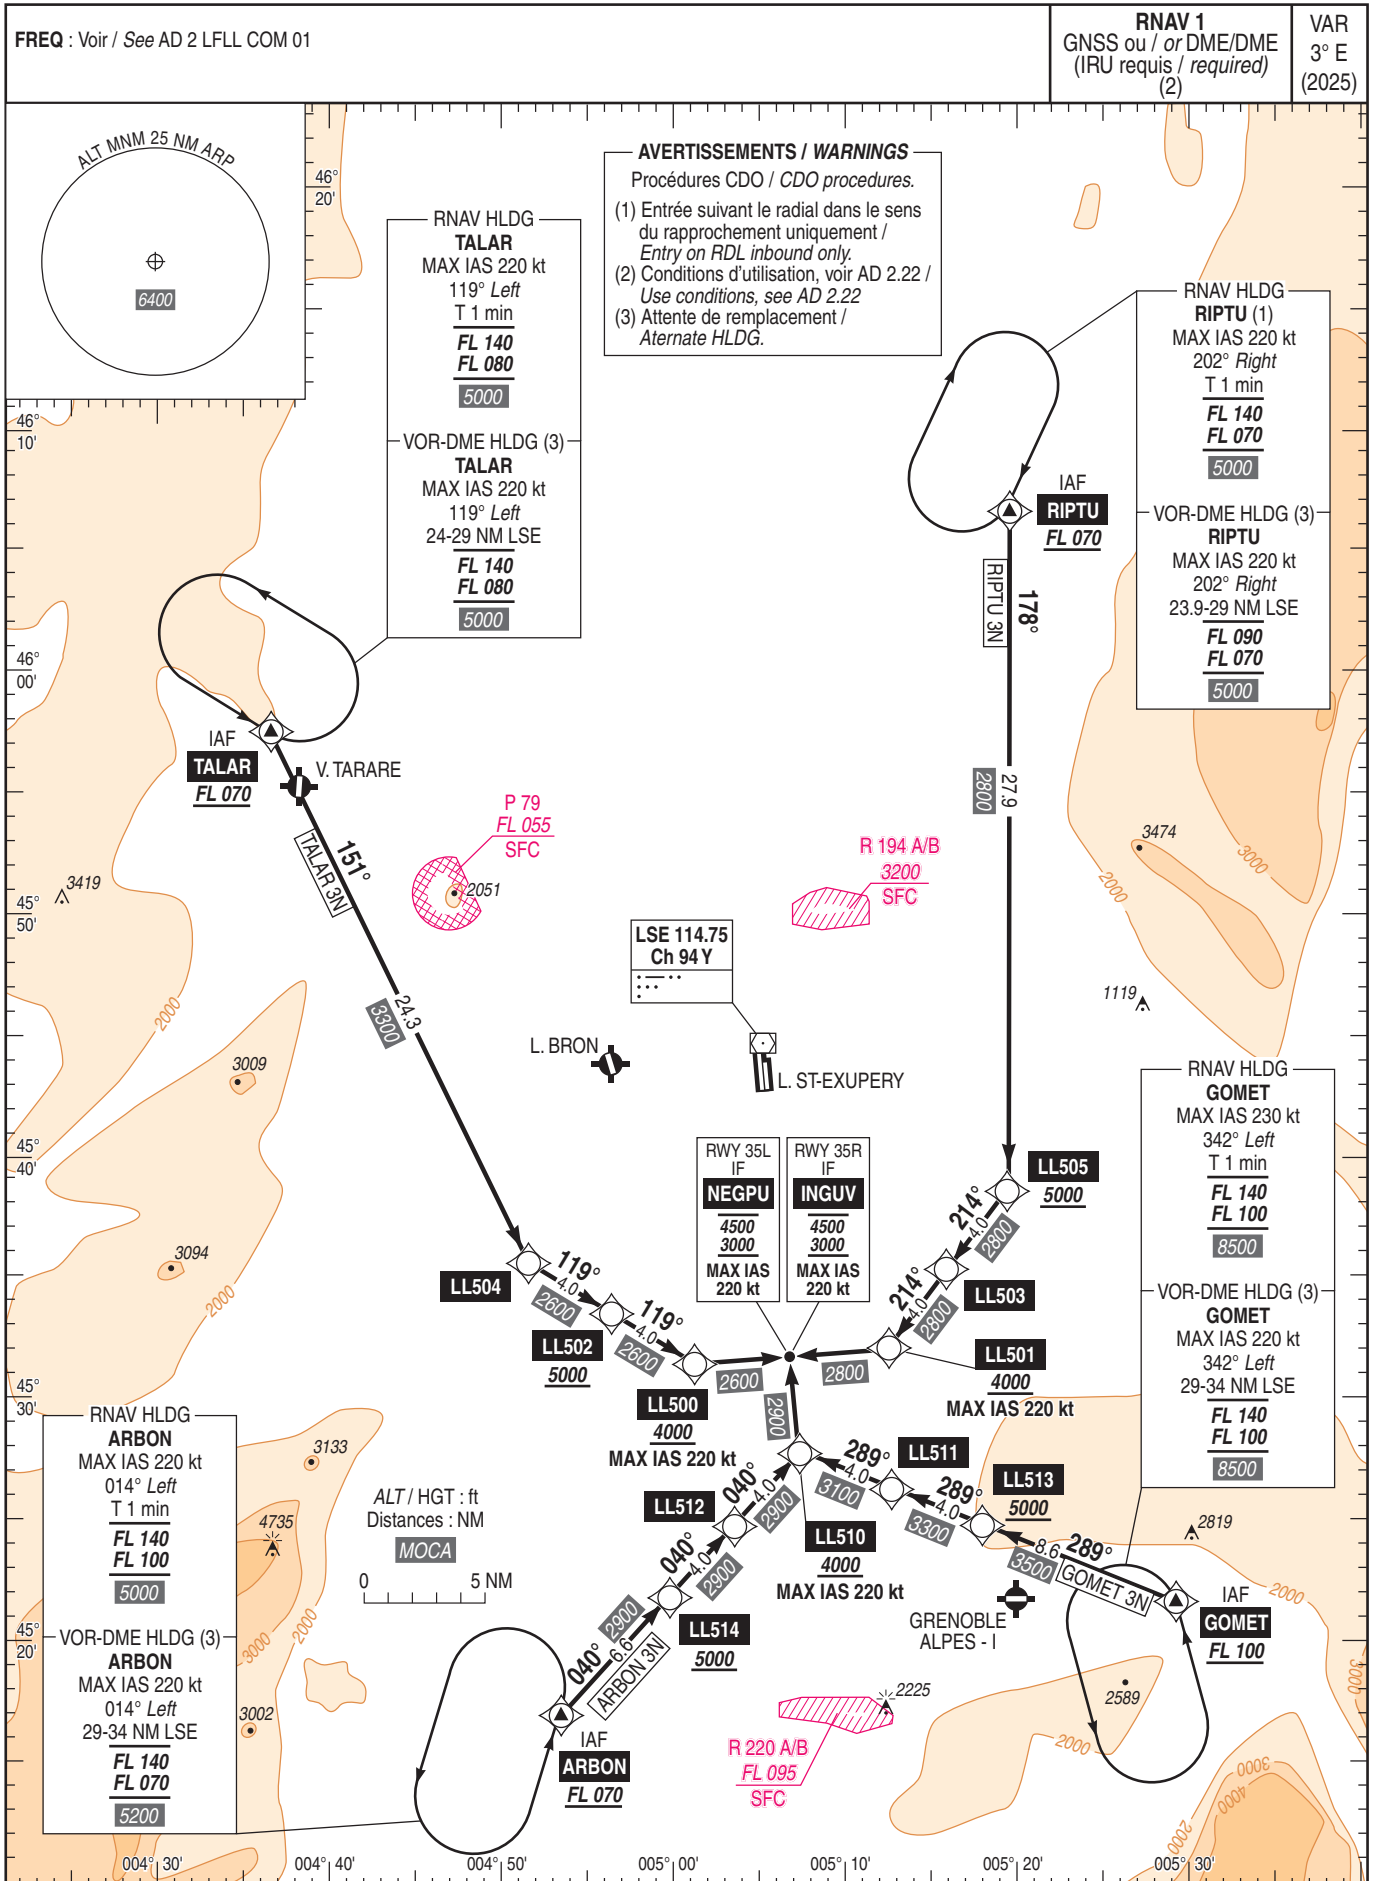 FREQ : Voir / See AD 2 LFLL COM 01
RNAV 1
GNSS ou / or DME/DME
(IRU requis / required)
(2)
VAR
3° E
(2025)
ALT MNM 25 NM ARP
6400
46°
20'
RNAV HLDG
TALAR
MAX IAS 220 kt
119° Left
T 1 min
FL 140
FL 080
5000
VOR-DME HLDG (3)
TALAR
MAX IAS 220 kt
119° Left
24-29 NM LSE
FL 140
FL 080
5000
AVERTISSEMENTS / WARNINGS
Procédures CDO / CDO procedures.
(1) Entrée suivant le radial dans le sens
du rapprochement uniquement /
Entry on RDL inbound only.
(2) Conditions d'utilisation, voir AD 2.22 /
Use conditions, see AD 2.22
(3) Attente de remplacement /
Aternate HLDG.
RNAV HLDG
RIPTU (1)
MAX IAS 220 kt
202° Right
T 1 min
FL 140
FL 070
5000
VOR-DME HLDG (3)
RIPTU
MAX IAS 220 kt
202° Right
23.9-29 NM LSE
FL 090
FL 070
5000
46°
10'
IAF
RIPTU
FL 070
RIPTU 3N
178°
27.9
2800
46°
00'
IAF
TALAR
FL 070
V. TARARE
TALAR 3N
151°
24.3
3300
P 79
FL 055
SFC
2051
R 194 A/B
3200
SFC
3474
3000
2000
3419
45°
50'
LSE 114.75
Ch 94 Y
1119
2000
L. BRON
L. ST-EXUPERY
3009
45°
40'
RWY 35L
IF
NEGPU
4500
3000
MAX IAS
220 kt
RWY 35R
IF
INGUV
4500
3000
MAX IAS
220 kt
LL505
5000
214°
4.0
2800
LL503
214°
4.0
2800
LL501
4000
MAX IAS 220 kt
2800
RNAV HLDG
GOMET
MAX IAS 230 kt
342° Left
T 1 min
FL 140
FL 100
8500
VOR-DME HLDG (3)
GOMET
MAX IAS 220 kt
342° Left
29-34 NM LSE
FL 140
FL 100
8500
3094
2000
LL504
119°
4.0
2600
LL502
5000
119°
4.0
2600
LL500
4000
MAX IAS 220 kt
2600
2900
45°
30'
RNAV HLDG
ARBON
MAX IAS 220 kt
014° Left
T 1 min
FL 140
FL 100
5000
VOR-DME HLDG (3)
ARBON
MAX IAS 220 kt
014° Left
29-34 NM LSE
FL 140
FL 070
5200
3133
4735
2000
3000
3002
ALT / HGT : ft
Distances : NM
MOCA
0
5 NM
LL511
289°
4.0
3100
LL513
5000
289°
4.0
3300
289°
8.6
3500
GOMET 3N
LL510
4000
MAX IAS 220 kt
LL512
040°
4.0
2900
040°
4.0
2900
LL514
5000
040°
6.6
2900
ARBON 3N
IAF
ARBON
FL 070
2819
2000
IAF
GOMET
FL 100
GRENOBLE
ALPES - I
45°
20'
2225
2589
2000
3000
R 220 A/B
FL 095
SFC
3000
4000
2000
004° 30'
004° 40'
004° 50'
005° 00'
005° 10'
005° 20'
005° 30'